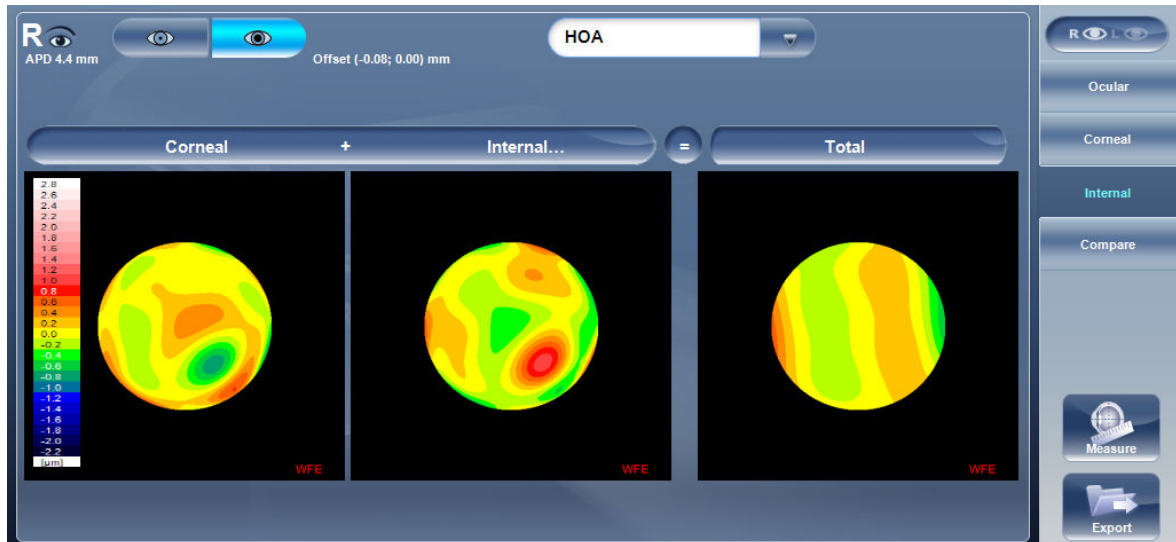 R
APD 4.4 mm
Offset (-0.08; 0.00) mm
HOA
R L
Ocular
Corneal
Internal
Compare
Measure
Export
Corneal + Internal... = Total
2.8
2.6
2.4
2.2
2.0
1.8
1.6
1.4
1.2
1.0
0.8
0.6
0.4
0.2
0.0
-0.2
-0.4
-0.6
-0.8
-1.0
-1.2
-1.4
-1.6
-1.8
-2.0
-2.2
[μm]
WFE
WFE
WFE